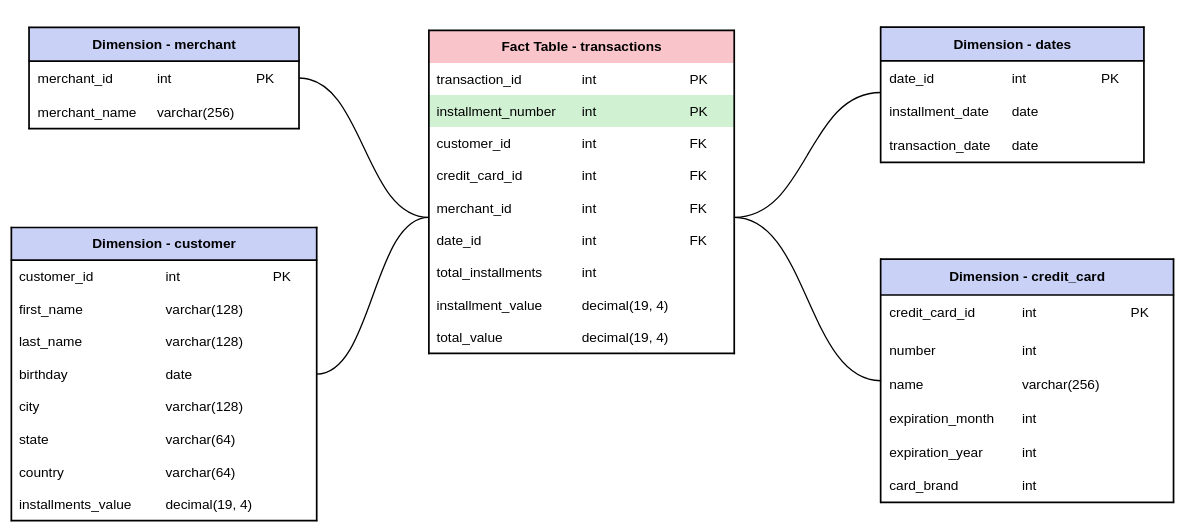 Dimension - merchant
merchant_id int PK
merchant_name varchar(256)
Dimension - customer
customer_id int PK
first_name varchar(128)
last_name varchar(128)
birthday date
city varchar(128)
state varchar(64)
country varchar(64)
installments_value decimal(19, 4)
Fact Table - transactions
transaction_id int PK
installment_number int PK
customer_id int FK
credit_card_id int FK
merchant_id int FK
date_id int FK
total_installments int
installment_value decimal(19, 4)
total_value decimal(19, 4)
Dimension - dates
date_id int PK
installment_date date
transaction_date date
Dimension - credit_card
credit_card_id int PK
number int
name varchar(256)
expiration_month int
expiration_year int
card_brand int